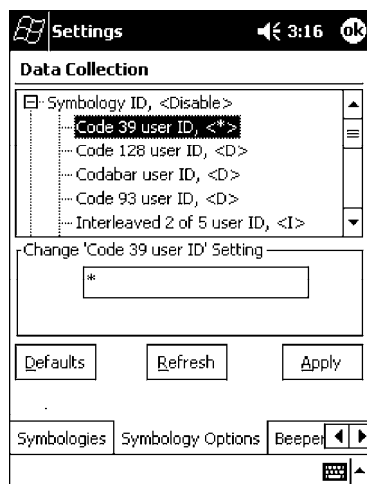 Settings 3:16 ok
Data Collection
Symbology ID, <Disable>
Code 39 user ID, <*>
Code 128 user ID, <D>
Codabar user ID, <D>
Code 93 user ID, <D>
Interleaved 2 of 5 user ID, <I>
Change 'Code 39 user ID' Setting
*
Defaults Refresh Apply
Symbologies Symbology Options Beeper